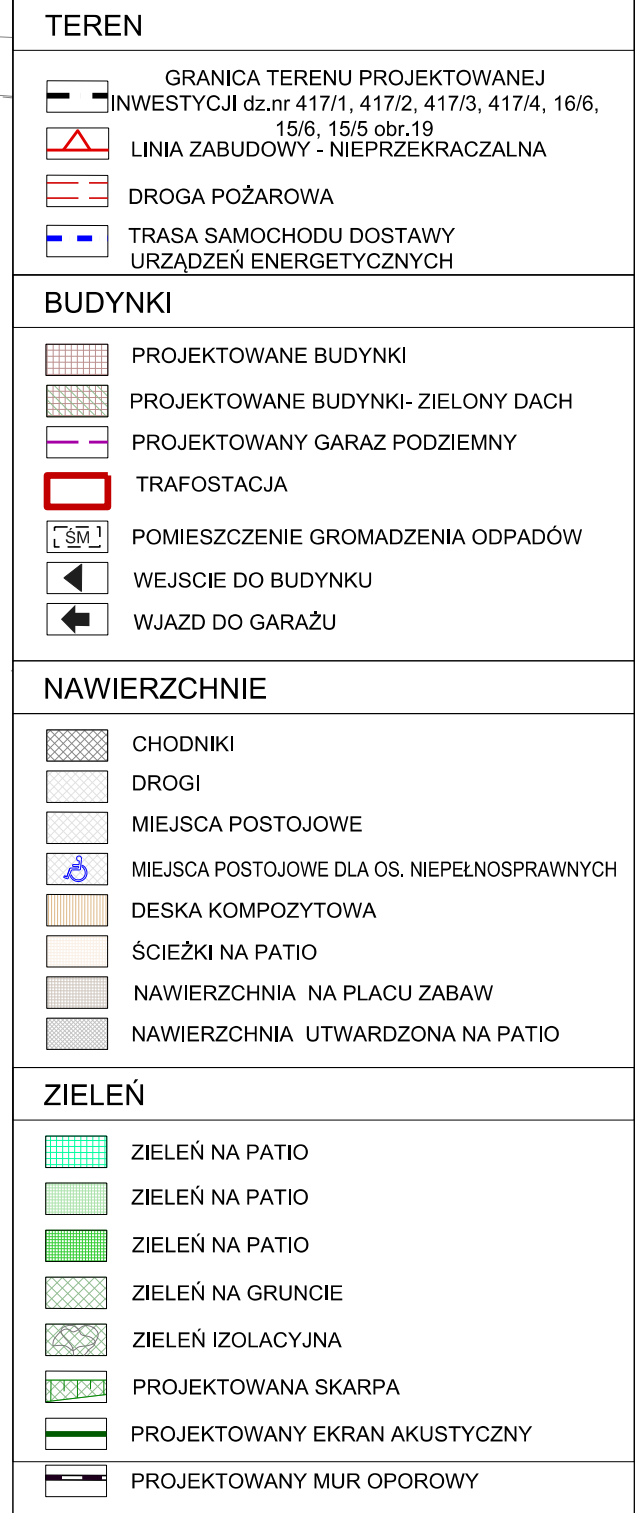 TEREN
GRANICA TERENU PROJEKTOWANEJ
INWESTYCJI dz.nr 417/1, 417/2, 417/3, 417/4, 16/6,
15/6, 15/5 obr.19
LINIA ZABUDOWY - NIEPRZEKRACZALNA
DROGA POŻAROWA
TRASA SAMOCHODU DOSTAWY
URZĄDZEŃ ENERGETYCZNYCH
BUDYNKI
PROJEKTOWANE BUDYNKI
PROJEKTOWANE BUDYNKI- ZIELONY DACH
PROJEKTOWANY GARAZ PODZIEMNY
TRAFOSTACJA
ŚM POMIESZCZENIE GROMADZENIA ODPADÓW
WEJSCIE DO BUDYNKU
WJAZD DO GARAŻU
NAWIERZCHNIE
CHODNIKI
DROGI
MIEJSCA POSTOJOWE
MIEJSCA POSTOJOWE DLA OS. NIEPEŁNOSPRAWNYCH
DESKA KOMPOZYTOWA
ŚCIEŻKI NA PATIO
NAWIERZCHNIA NA PLACU ZABAW
NAWIERZCHNIA UTWARDZONA NA PATIO
ZIELEŃ
ZIELEŃ NA PATIO
ZIELEŃ NA PATIO
ZIELEŃ NA PATIO
ZIELEŃ NA GRUNCIE
ZIELEŃ IZOLACYJNA
PROJEKTOWANA SKARPA
PROJEKTOWANY EKRAN AKUSTYCZNY
PROJEKTOWANY MUR OPOROWY